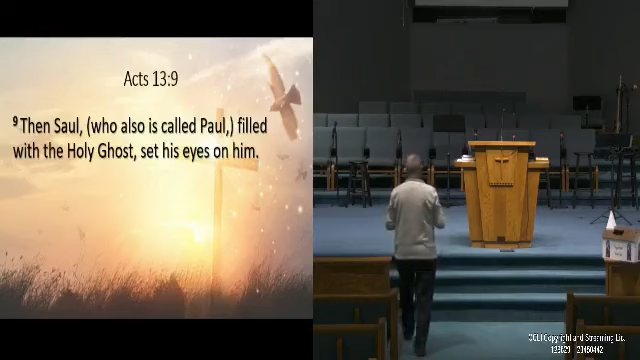 Acts 13:9
9 Then Saul, (who also is called Paul,) filled
with the Holy Ghost, set his eyes on him.
CCLI Copyright and Streaming Lic.